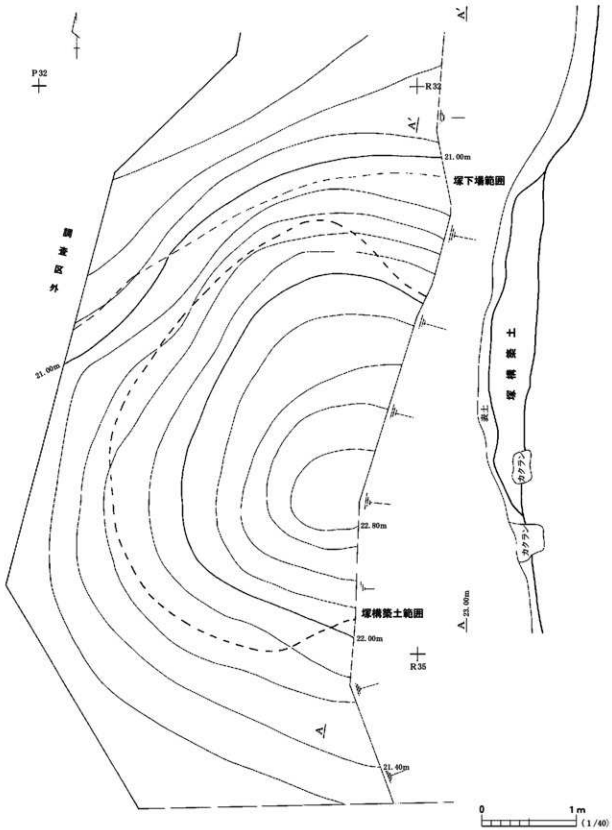 A'
P32
R32
A'
21.00m
塚下場範囲
調査区外
塚構築土
21.00m
表土
カクラン
22.80m
カクラン
塚構築土範囲
A 23.00m
22.00m
R35
A
21.40m
0 1m
(1/40)